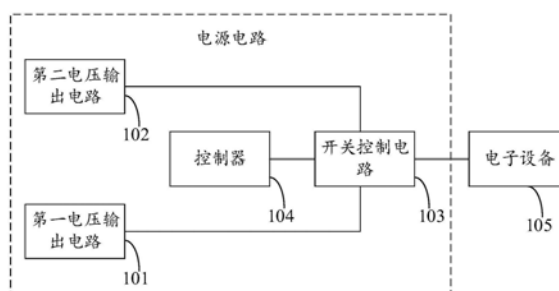 电源电路
第二电压输
出电路
102
控制器
104
开关控制电
路
103
电子设备
105
第一电压输
出电路
101